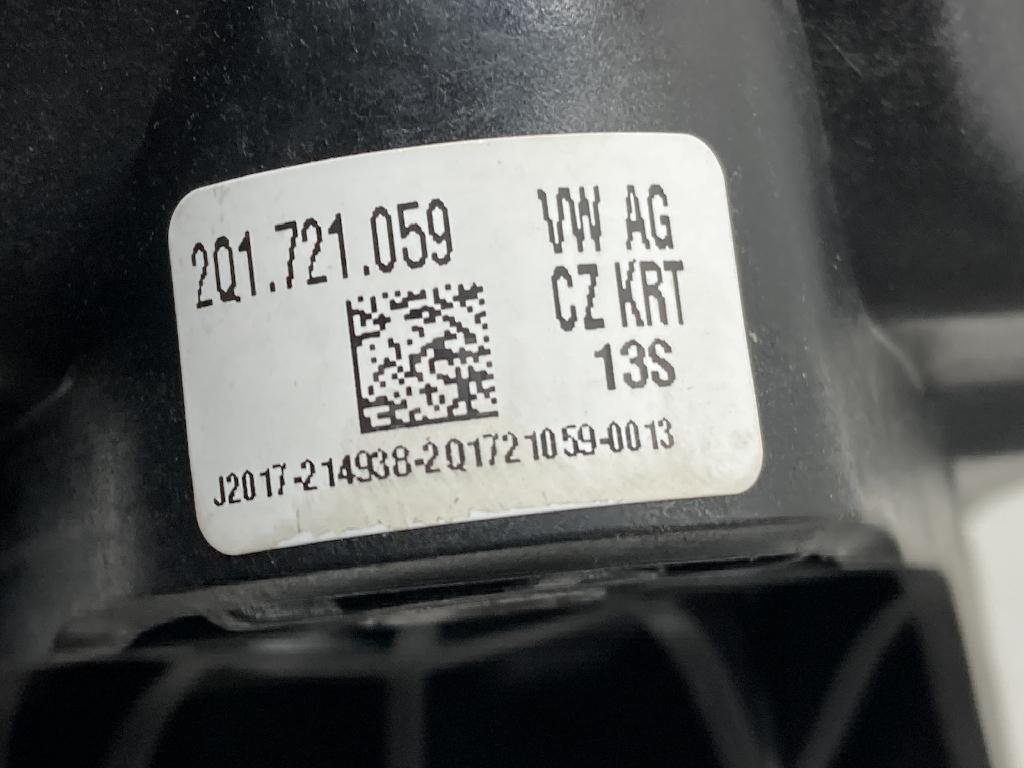 2Q1.721.059
VW AG
CZ KRT
13S
J2017-214938-2Q1721059-0013